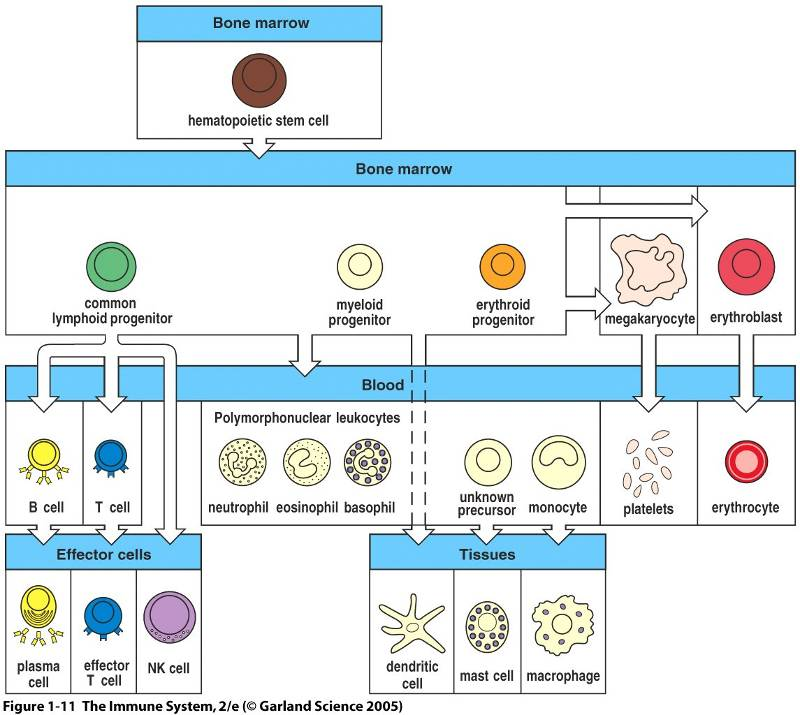 Bone marrow
hematopoietic stem cell
Bone marrow
common
lymphoid progenitor
myeloid
progenitor
erythroid
progenitor
megakaryocyte
erythroblast
Blood
B cell
T cell
Polymorphonuclear leukocytes
neutrophil
eosinophil
basophil
unknown
precursor
monocyte
platelets
erythrocyte
Effector cells
plasma
cell
effector
T cell
NK cell
Tissues
dendritic
cell
mast cell
macrophage
Figure 1-11 The Immune System, 2/e (© Garland Science 2005)